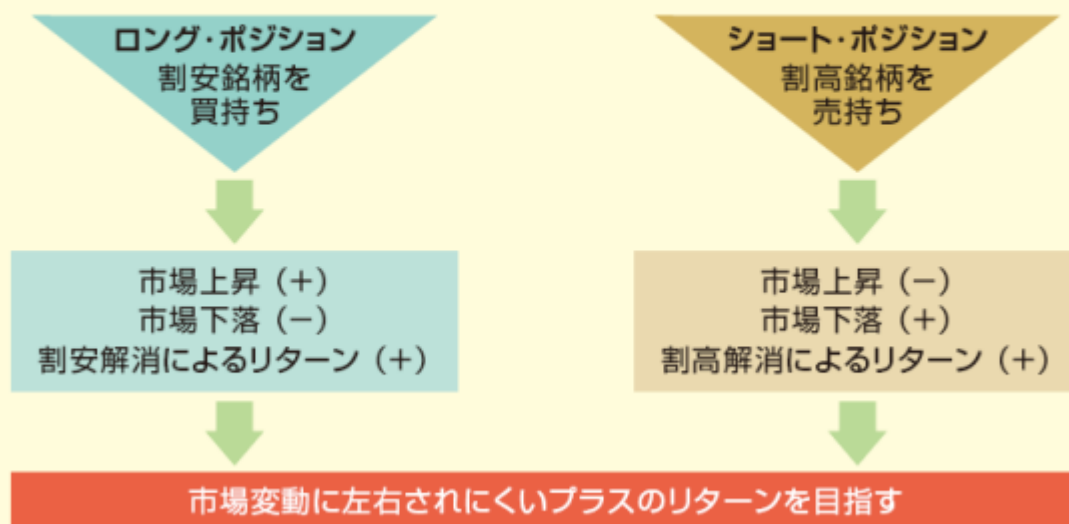 ロング・ポジション
割安銘柄を
買持ち
ショート・ポジション
割高銘柄を
売持ち
市場上昇（＋）
市場下落（－）
割安解消によるリターン（＋）
市場上昇（－）
市場下落（＋）
割高解消によるリターン（＋）
市場変動に左右されにくいプラスのリターンを目指す